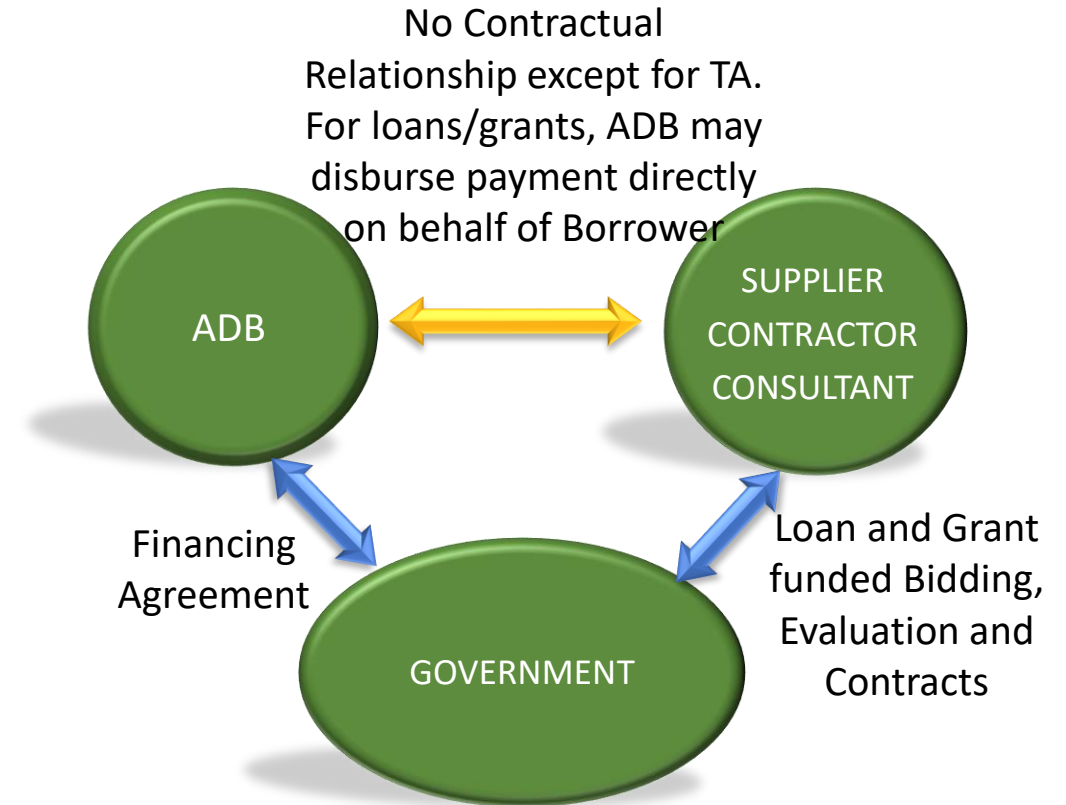 No Contractual
Relationship except for TA.
For loans/grants, ADB may
disburse payment directly
on behalf of Borrower
ADB
SUPPLIER
CONTRACTOR
CONSULTANT
Financing
Agreement
Loan and Grant
funded Bidding,
Evaluation and
Contracts
GOVERNMENT